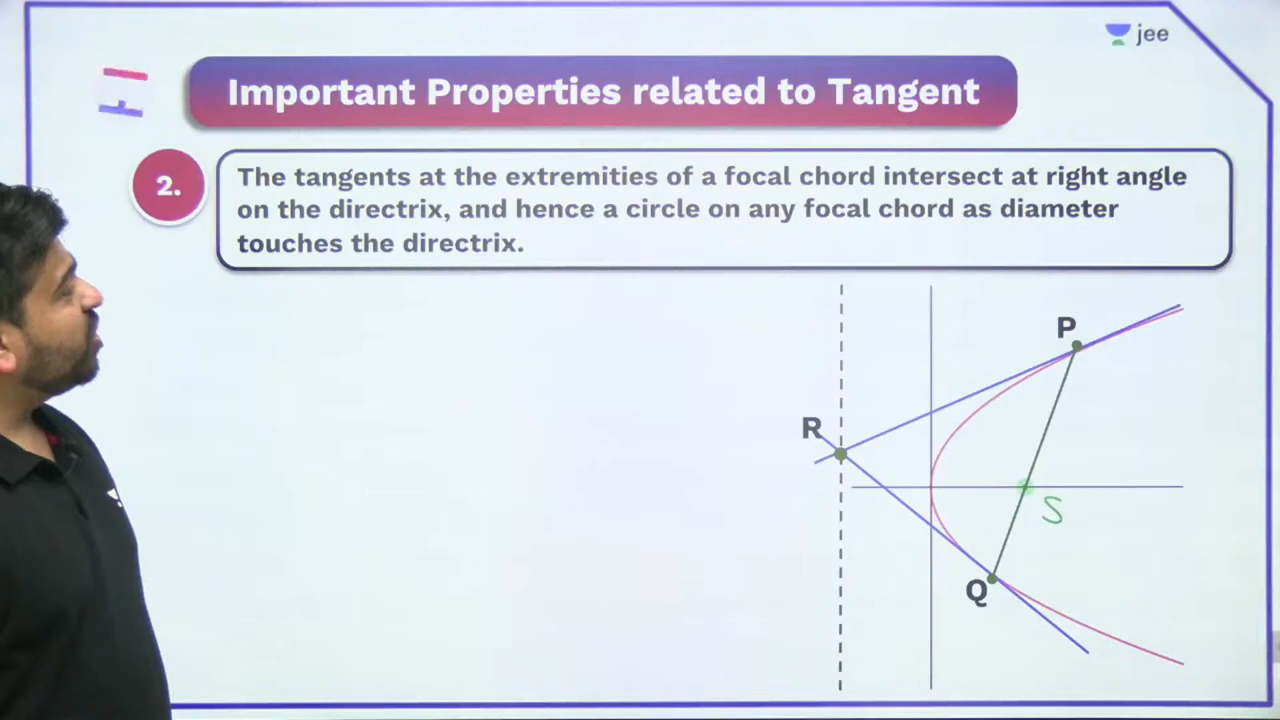 jee
Important Properties related to Tangent
2.
The tangents at the extremities of a focal chord intersect at right angle
on the directrix, and hence a circle on any focal chord as diameter
touches the directrix.
P
R
S
Q